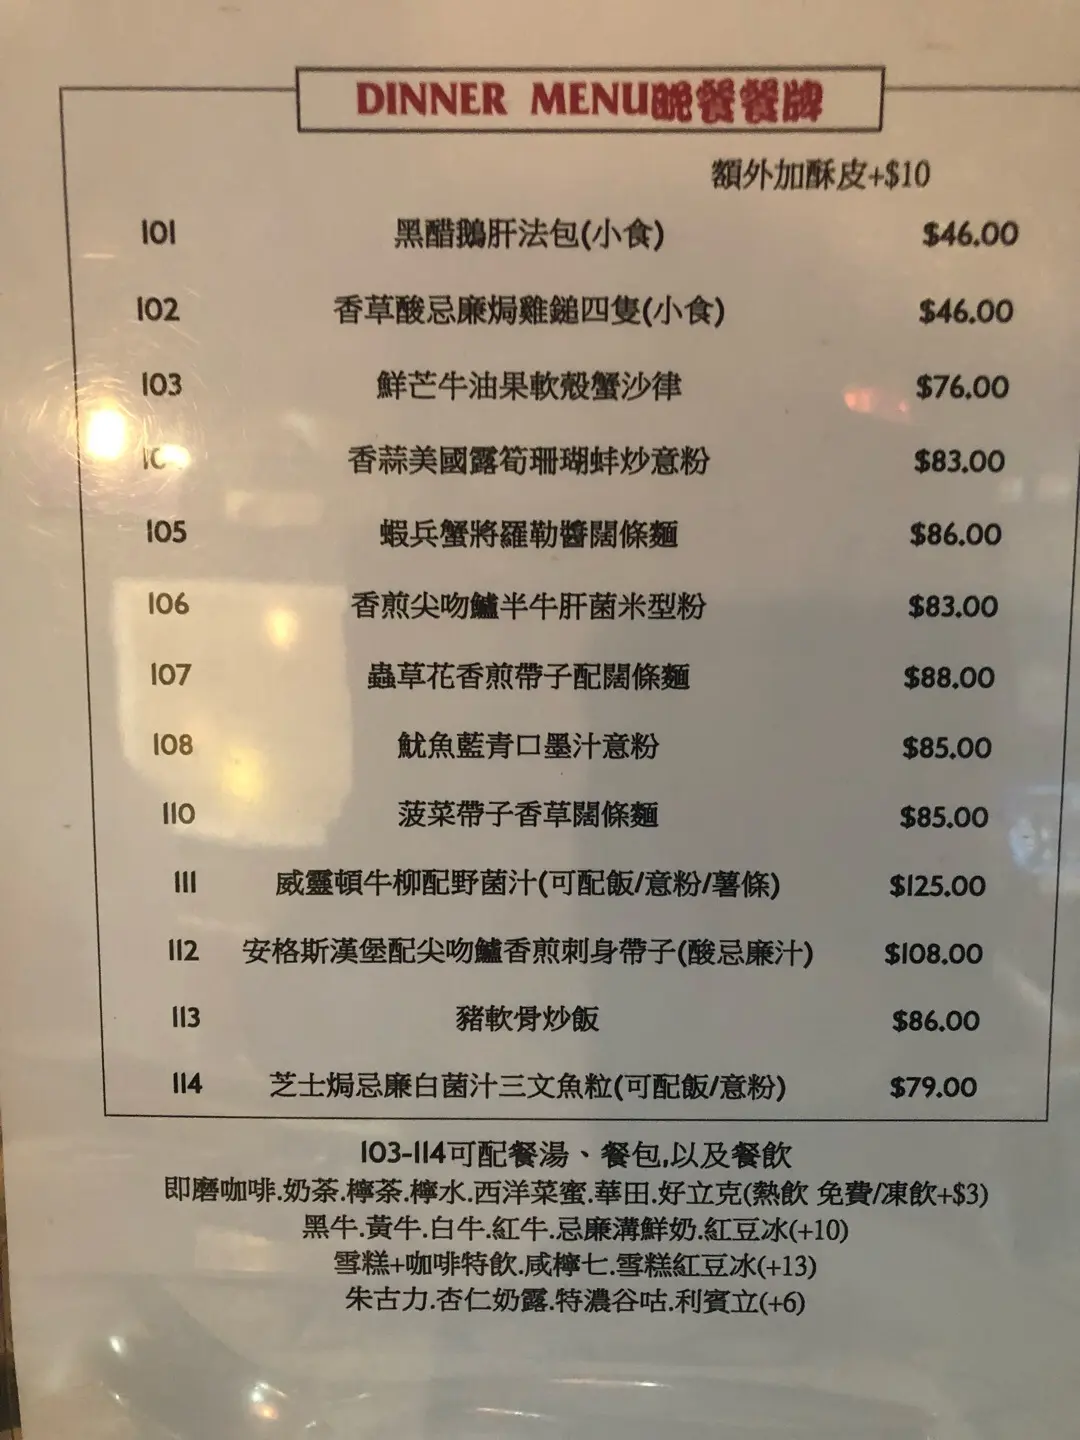 DINNER MENU晚餐餐牌
額外加酥皮+$10
101 黑醋鵝肝法包(小食) $46.00
102 香草酸忌廉焗雞鎚四隻(小食) $46.00
103 鮮芒牛油果軟殼蟹沙律 $76.00
香蒜美國露筍珊瑚蚌炒意粉 $83.00
105 蝦兵蟹將羅勒醬闊條麵 $86.00
106 香煎尖吻鱸半牛肝菌米型粉 $83.00
107 蟲草花香煎帶子配闊條麵 $88.00
108 魷魚藍青口墨汁意粉 $85.00
110 菠菜帶子香草闊條麵 $85.00
111 威靈頓牛柳配野菌汁(可配飯/意粉/薯條) $125.00
112 安格斯漢堡配尖吻鱸香煎刺身帶子(酸忌廉汁) $108.00
113 豬軟骨炒飯 $86.00
114 芝士焗忌廉白菌汁三文魚粒(可配飯/意粉) $79.00
103-114可配餐湯、餐包,以及餐飲
即磨咖啡.奶茶.檸茶.檸水.西洋菜蜜.華田.好立克(熱飲 免費/凍飲+$3)
黑牛.黃牛.白牛.紅牛.忌廉溝鮮奶.紅豆冰(+10)
雪糕+咖啡特飲.咸檸七.雪糕紅豆冰(+13)
朱古力.杏仁奶露.特濃谷咕.利賓立(+6)